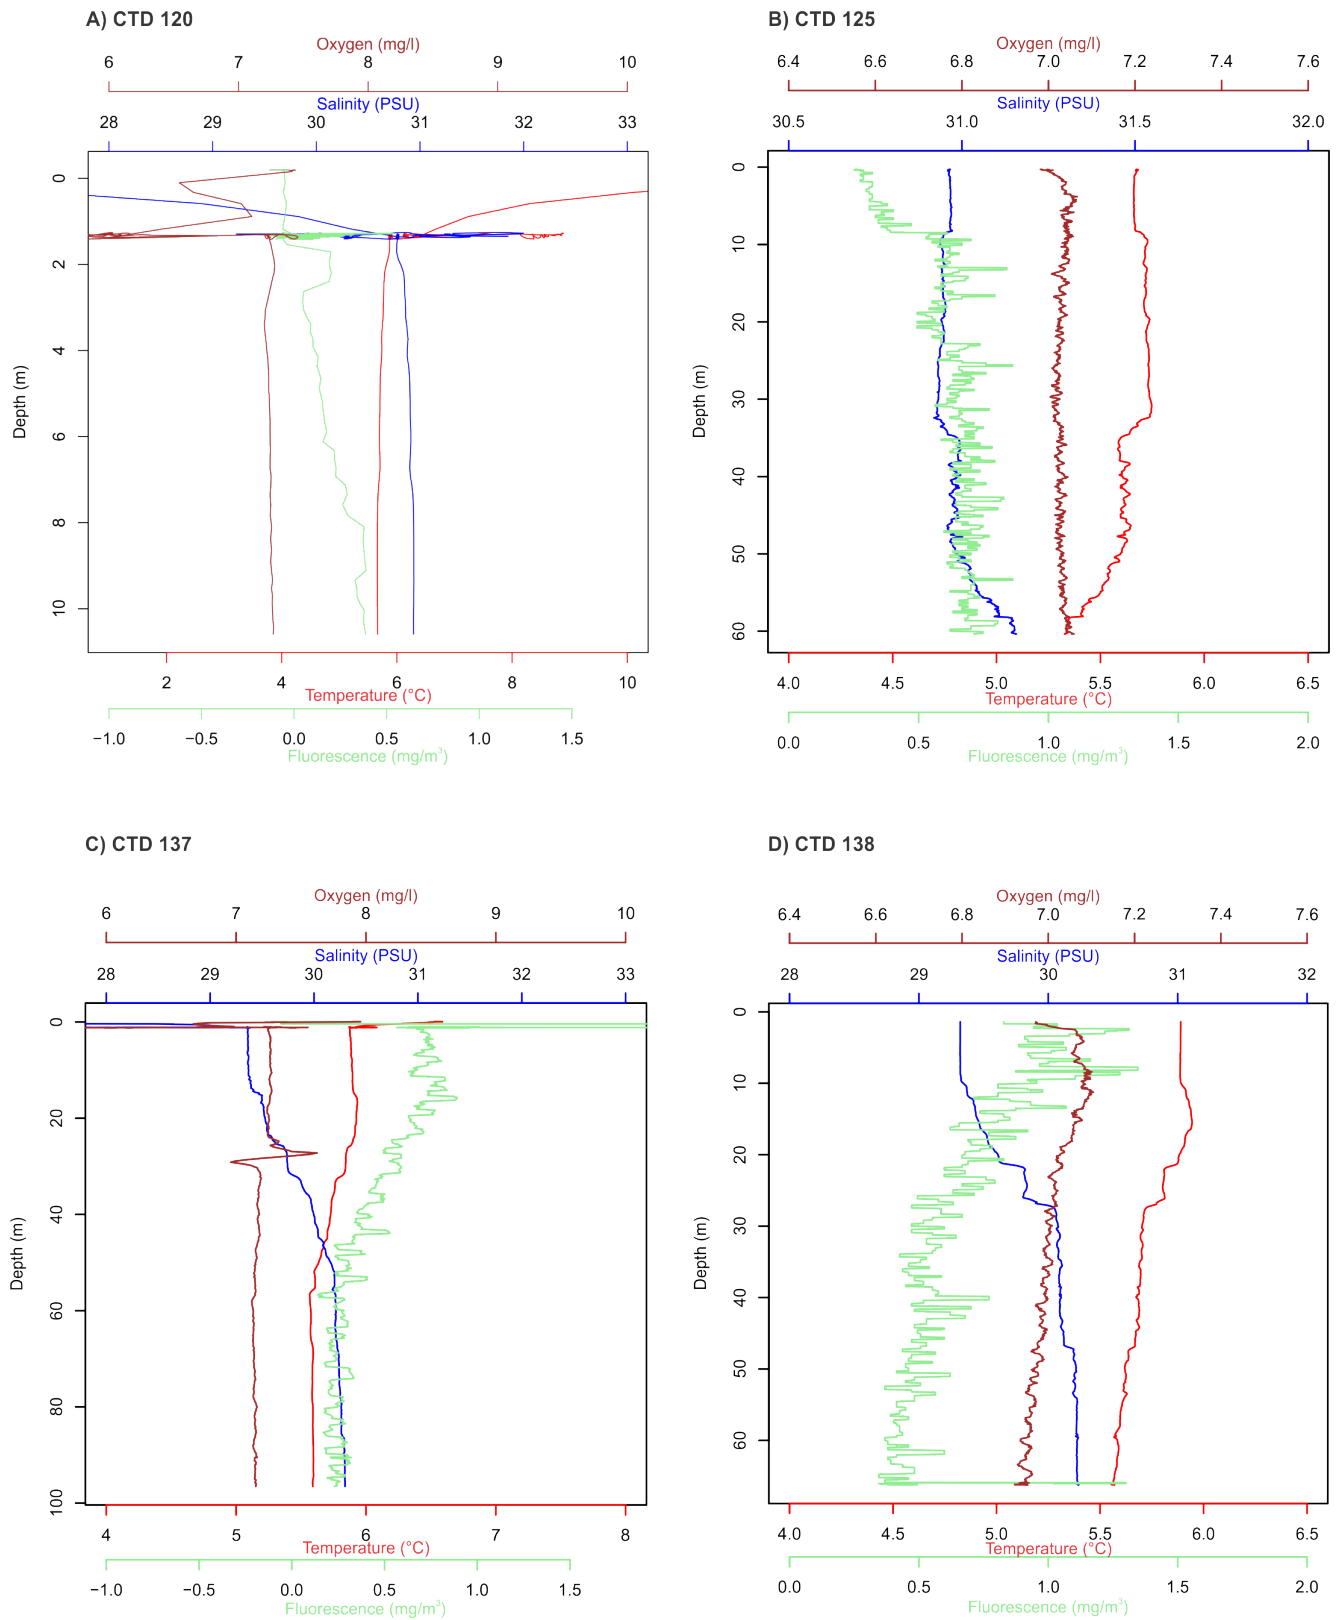 A) CTD 120
Oxygen (mg/l)
6 7 8 9 10
Salinity (PSU)
28 29 30 31 32 33
Depth (m)
0
2
4
6
8
10
2 4 6 8 10
Temperature (°C)
−1.0 −0.5 0.0 0.5 1.0 1.5
Fluorescence (mg/m³)
B) CTD 125
Oxygen (mg/l)
6.4 6.6 6.8 7.0 7.2 7.4 7.6
Salinity (PSU)
30.5 31.0 31.5 32.0
Depth (m)
0
10
20
30
40
50
60
4.0 4.5 5.0 5.5 6.0 6.5
Temperature (°C)
0.0 0.5 1.0 1.5 2.0
Fluorescence (mg/m³)
C) CTD 137
Oxygen (mg/l)
6 7 8 9 10
Salinity (PSU)
28 29 30 31 32 33
Depth (m)
0
20
40
60
80
100
4 5 6 7 8
Temperature (°C)
−1.0 −0.5 0.0 0.5 1.0 1.5
Fluorescence (mg/m³)
D) CTD 138
Oxygen (mg/l)
6.4 6.6 6.8 7.0 7.2 7.4 7.6
Salinity (PSU)
28 29 30 31 32
Depth (m)
0
10
20
30
40
50
60
4.0 4.5 5.0 5.5 6.0 6.5
Temperature (°C)
0.0 0.5 1.0 1.5 2.0
Fluorescence (mg/m³)